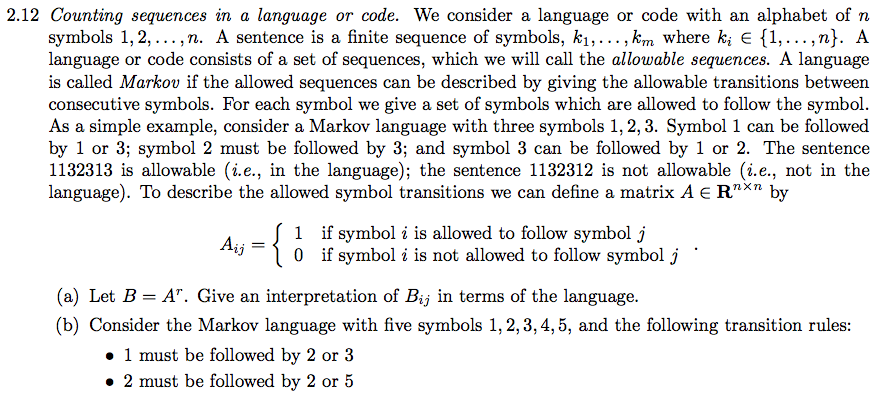 2.12 Counting sequences in a language or code. We consider a language or code with an alphabet of n
symbols 1, 2, . . . , n. A sentence is a finite sequence of symbols, k₁, . . . , kₘ where kᵢ ∈ {1, . . . , n}. A
language or code consists of a set of sequences, which we will call the allowable sequences. A language
is called Markov if the allowed sequences can be described by giving the allowable transitions between
consecutive symbols. For each symbol we give a set of symbols which are allowed to follow the symbol.
As a simple example, consider a Markov language with three symbols 1, 2, 3. Symbol 1 can be followed
by 1 or 3; symbol 2 must be followed by 3; and symbol 3 can be followed by 1 or 2. The sentence
1132313 is allowable (i.e., in the language); the sentence 1132312 is not allowable (i.e., not in the
language). To describe the allowed symbol transitions we can define a matrix A ∈ Rⁿˣⁿ by
Aᵢⱼ = { 1 if symbol i is allowed to follow symbol j
0 if symbol i is not allowed to follow symbol j .
(a) Let B = Aʳ. Give an interpretation of Bᵢⱼ in terms of the language.
(b) Consider the Markov language with five symbols 1, 2, 3, 4, 5, and the following transition rules:
• 1 must be followed by 2 or 3
• 2 must be followed by 2 or 5